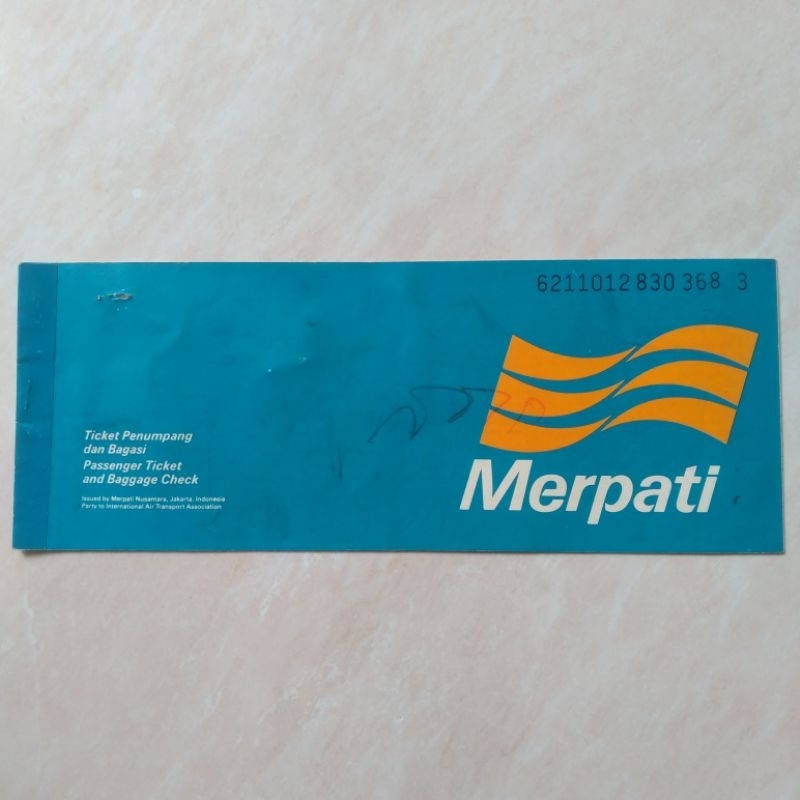 6211012 830 368 3
Merpati
Ticket Penumpang
dan Bagasi
Passenger Ticket
and Baggage Check
Issued by Merpati Nusantara, Jakarta, Indonesia
Party to International Air Transport Association